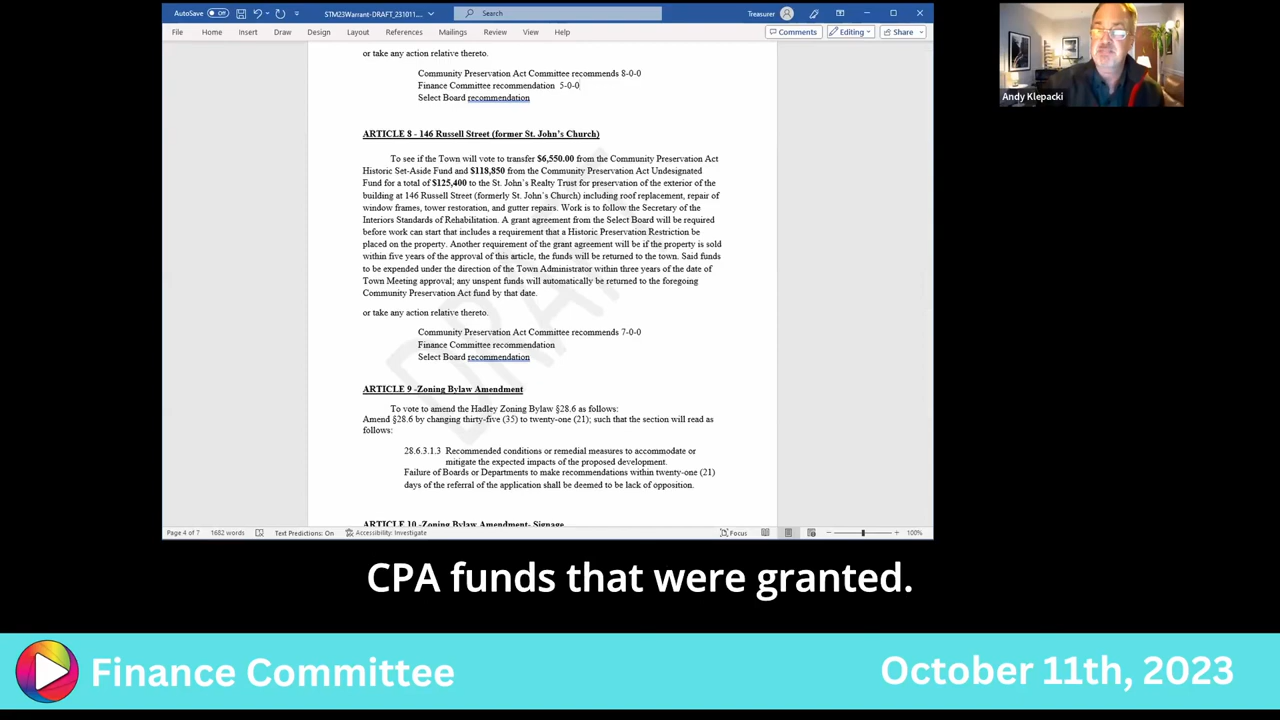 AutoSave Off STM23Warrant-DRAFT_231011.... Search Treasurer
File Home Insert Draw Design Layout References Mailings Review View Help Comments Editing Share
or take any action relative thereto.
Community Preservation Act Committee recommends 8-0-0
Finance Committee recommendation 5-0-0
Select Board recommendation
ARTICLE 8 - 146 Russell Street (former St. John's Church)
To see if the Town will vote to transfer $6,550.00 from the Community Preservation Act
Historic Set-Aside Fund and $118,850 from the Community Preservation Act Undesignated
Fund for a total of $125,400 to the St. John's Realty Trust for preservation of the exterior of the
building at 146 Russell Street (formerly St. John's Church) including roof replacement, repair of
window frames, tower restoration, and gutter repairs. Work is to follow the Secretary of the
Interiors Standards of Rehabilitation. A grant agreement from the Select Board will be required
before work can start that includes a requirement that a Historic Preservation Restriction be
placed on the property. Another requirement of the grant agreement will be if the property is sold
within five years of the approval of this article, the funds will be returned to the town. Said funds
to be expended under the direction of the Town Administrator within three years of the date of
Town Meeting approval; any unspent funds will automatically be returned to the foregoing
Community Preservation Act fund by that date.
or take any action relative thereto.
Community Preservation Act Committee recommends 7-0-0
Finance Committee recommendation
Select Board recommendation
DRAFT
ARTICLE 9 -Zoning Bylaw Amendment
To vote to amend the Hadley Zoning Bylaw §28.6 as follows:
Amend §28.6 by changing thirty-five (35) to twenty-one (21); such that the section will read as
follows:
28.6.3.1.3 Recommended conditions or remedial measures to accommodate or
mitigate the expected impacts of the proposed development.
Failure of Boards or Departments to make recommendations within twenty-one (21)
days of the referral of the application shall be deemed to be lack of opposition.
ARTICLE 10 -Zoning Bylaw Amendment- Signage
Page 4 of 7 1682 words Text Predictions: On Accessibility: Investigate Focus 100%
Andy Klepacki
CPA funds that were granted.
Finance Committee October 11th, 2023